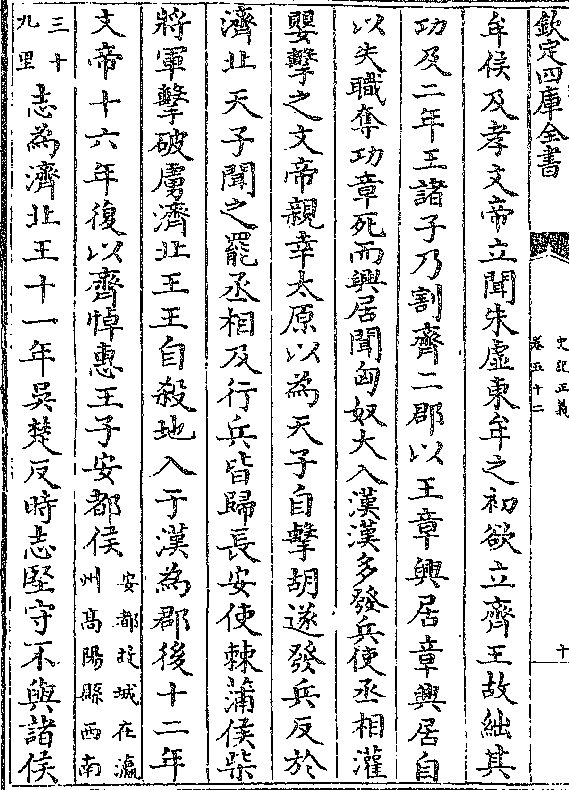 欽定四庫全書
史記正義
卷五十二
十
牟侯及孝文帝立聞朱虛東牟之初欲立齊王故絀其
功及二年王諸子乃割齊二郡以王章興居章興居自
以失職奪功章死而興居聞匈奴大入漢漢多發兵使丞相灌
嬰擊之文帝親幸太原以為天子自擊胡遂發兵反於
濟北天子聞之罷丞相及行兵皆歸長安使棘蒲侯柴
將軍擊破虜濟北王王自殺地入于漢為郡後十二年
文帝十六年復以齊悼惠王子安都侯
安都故城在瀛
州高陽縣西南
三十
九里
志為濟北王十一年吳楚反時志堅守不與諸侯